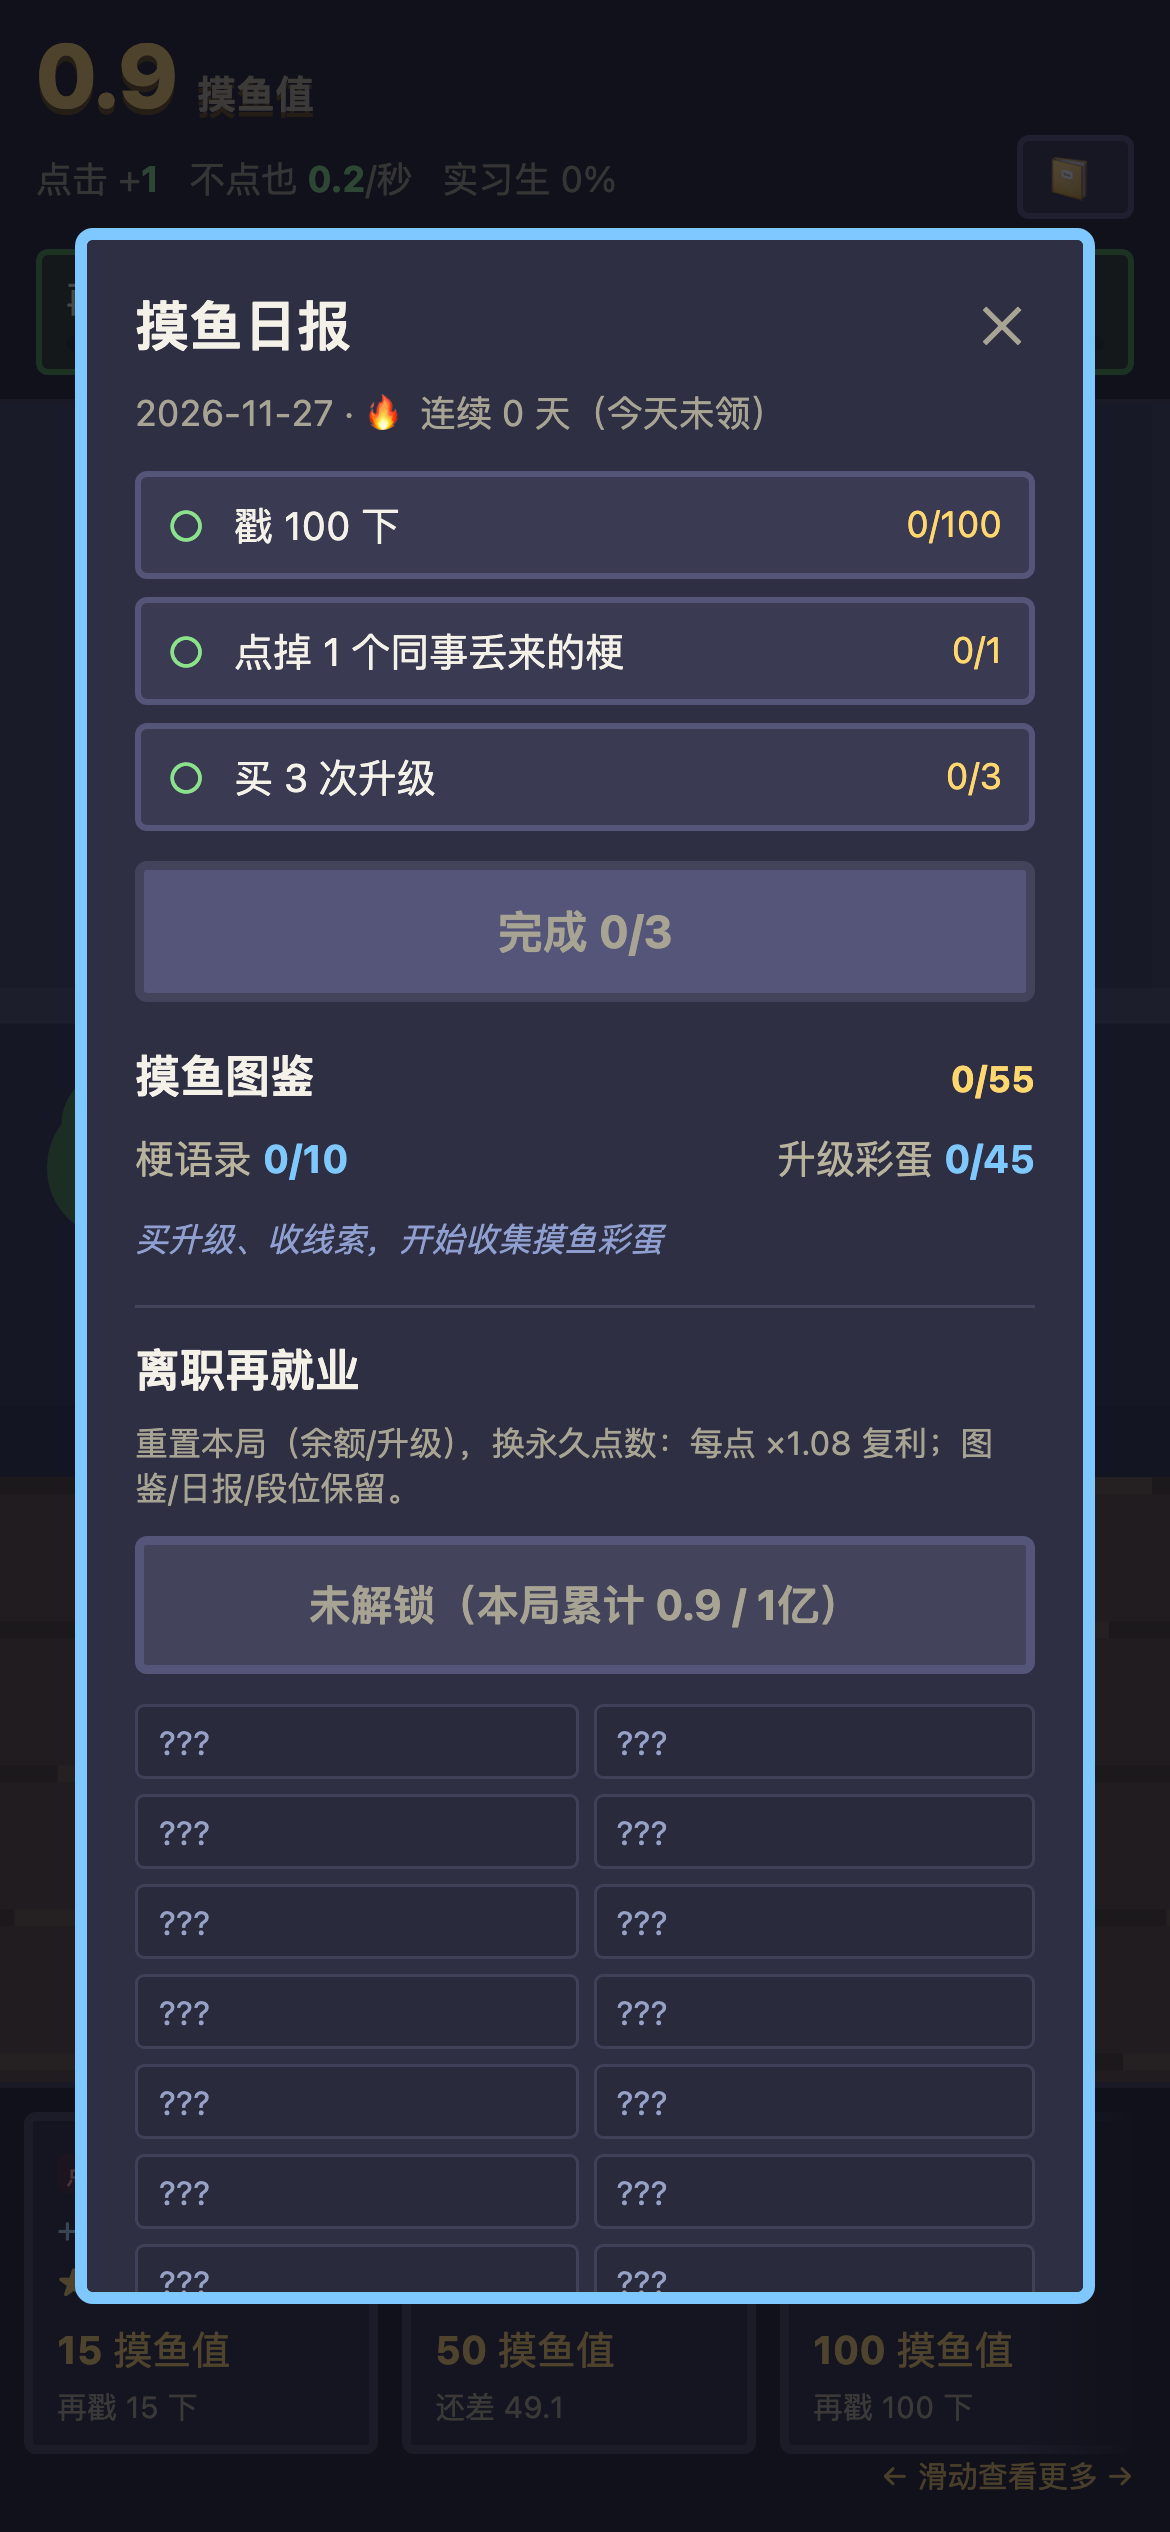 0.9 摸鱼值
点击 +1 不点也 0.2/秒 实习生 0%
摸鱼日报
2026-11-27 · 🔥 连续 0 天（今天未领）
戳 100 下 0/100
点掉 1 个同事丢来的梗 0/1
买 3 次升级 0/3
完成 0/3
摸鱼图鉴 0/55
梗语录 0/10 升级彩蛋 0/45
买升级、收线索，开始收集摸鱼彩蛋
离职再就业
重置本局（余额/升级），换永久点数：每点 ×1.08 复利；图
鉴/日报/段位保留。
未解锁（本局累计 0.9 / 1亿）
??? ???
??? ???
??? ???
??? ???
??? ???
??? ???
??? ???
15 摸鱼值 50 摸鱼值 100 摸鱼值
再戳 15 下 还差 49.1 再戳 100 下
← 滑动查看更多 →